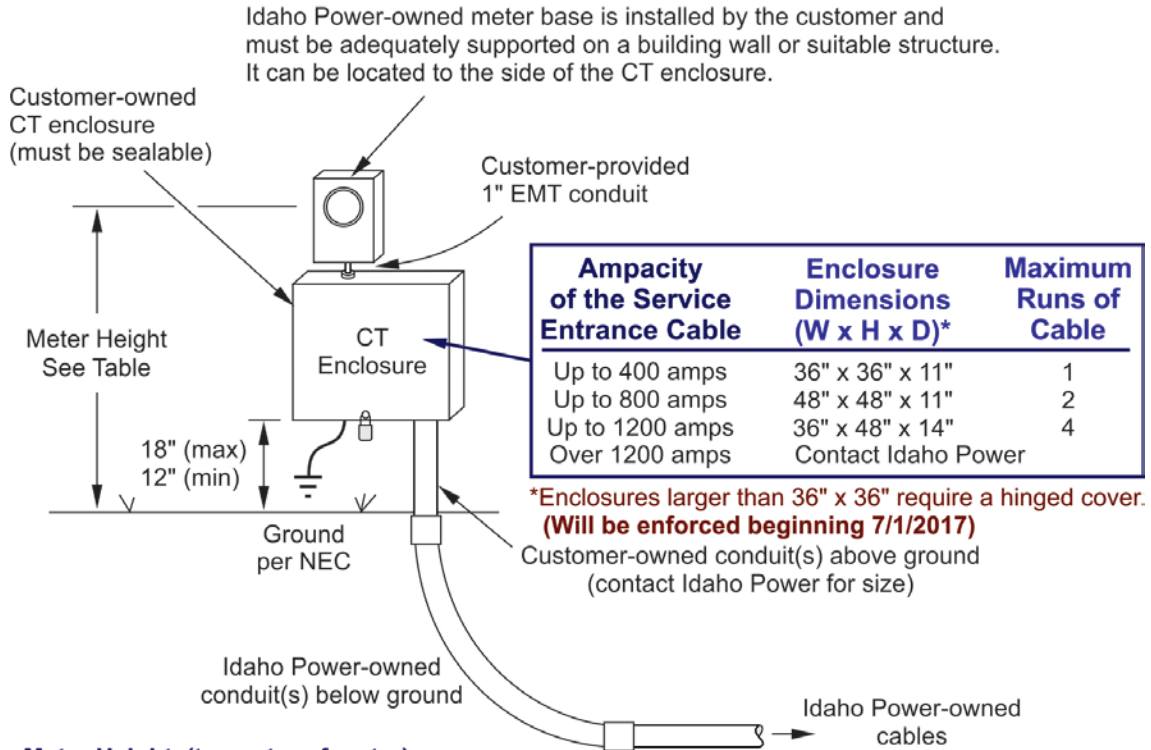 Idaho Power-owned meter base is installed by the customer and
must be adequately supported on a building wall or suitable structure.
It can be located to the side of the CT enclosure.
Customer-owned
CT enclosure
(must be sealable)
Customer-provided
1" EMT conduit
Meter Height
See Table
CT
Enclosure
Ampacity
of the Service
Entrance Cable
Enclosure
Dimensions
(W x H x D)*
Maximum
Runs of
Cable
Up to 400 amps 36" x 36" x 11" 1
Up to 800 amps 48" x 48" x 11" 2
Up to 1200 amps 36" x 48" x 14" 4
Over 1200 amps Contact Idaho Power
18" (max)
12" (min)
*Enclosures larger than 36" x 36" require a hinged cover.
(Will be enforced beginning 7/1/2017)
Ground
per NEC
Customer-owned conduit(s) above ground
(contact Idaho Power for size)
Idaho Power-owned
conduit(s) below ground
Idaho Power-owned
cables